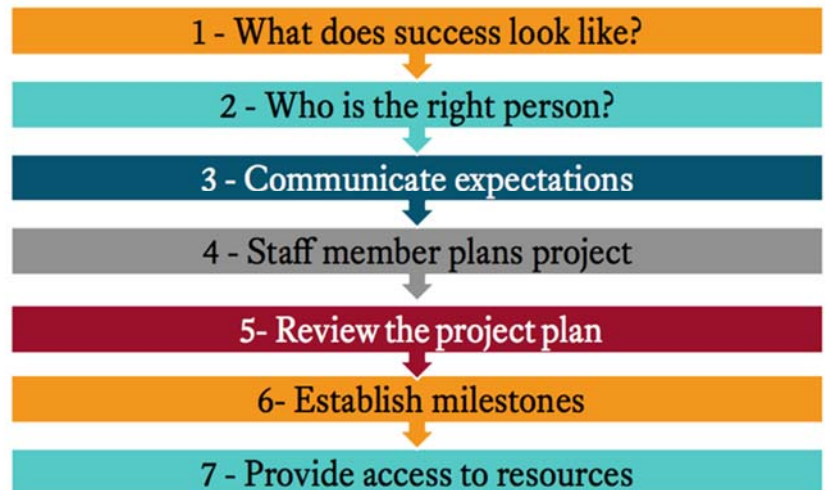 1 - What does success look like?
2 - Who is the right person?
3 - Communicate expectations
4 - Staff member plans project
5- Review the project plan
6- Establish milestones
7 - Provide access to resources